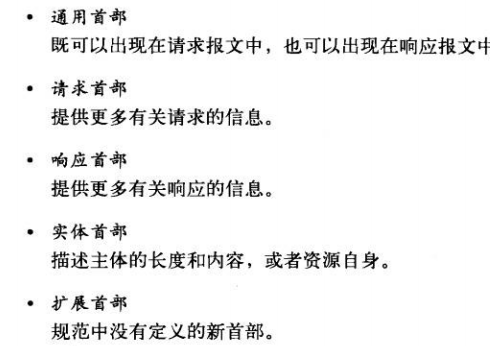 • 通用首部
既可以出现在请求报文中，也可以出现在响应报文中
• 请求首部
提供更多有关请求的信息。
• 响应首部
提供更多有关响应的信息。
• 实体首部
描述主体的长度和内容，或者资源自身。
• 扩展首部
规范中没有定义的新首部。